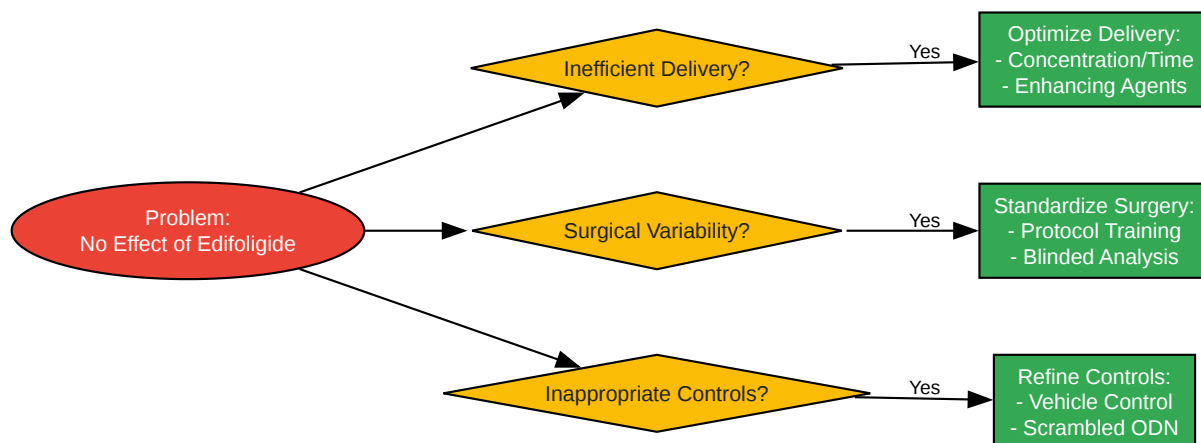 Problem:
No Effect of Edifoligide
Inefficient Delivery?
Yes
Optimize Delivery:
- Concentration/Time
- Enhancing Agents
Surgical Variability?
Yes
Standardize Surgery:
- Protocol Training
- Blinded Analysis
Inappropriate Controls?
Yes
Refine Controls:
- Vehicle Control
- Scrambled ODN